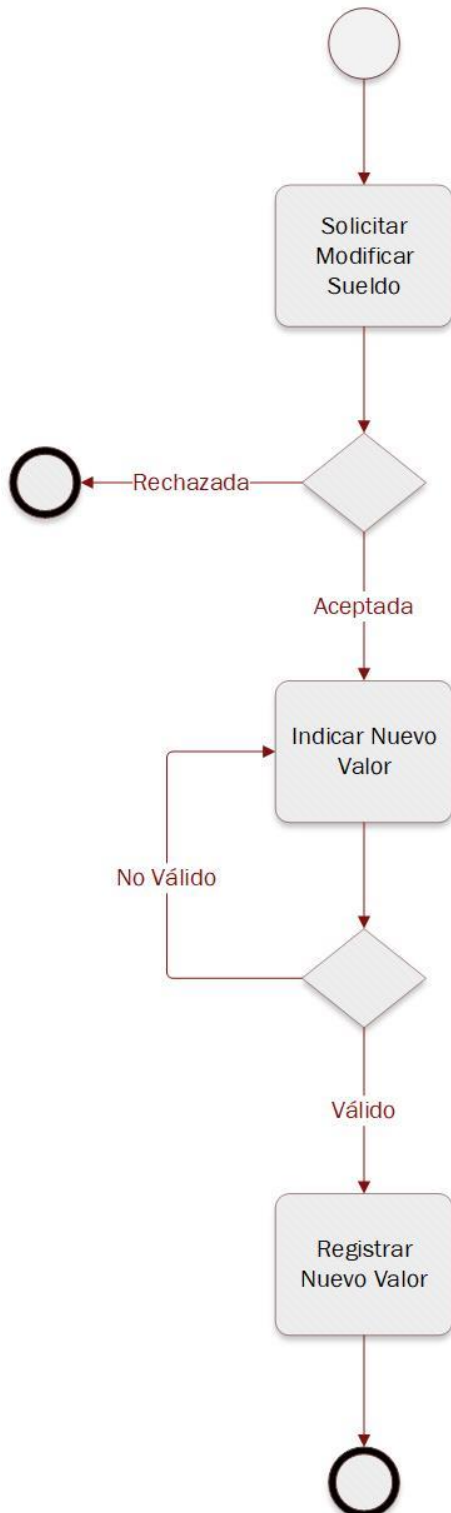 Solicitar
Modificar
Sueldo
Rechazada
Aceptada
Indicar Nuevo
Valor
No Válido
Válido
Registrar
Nuevo Valor